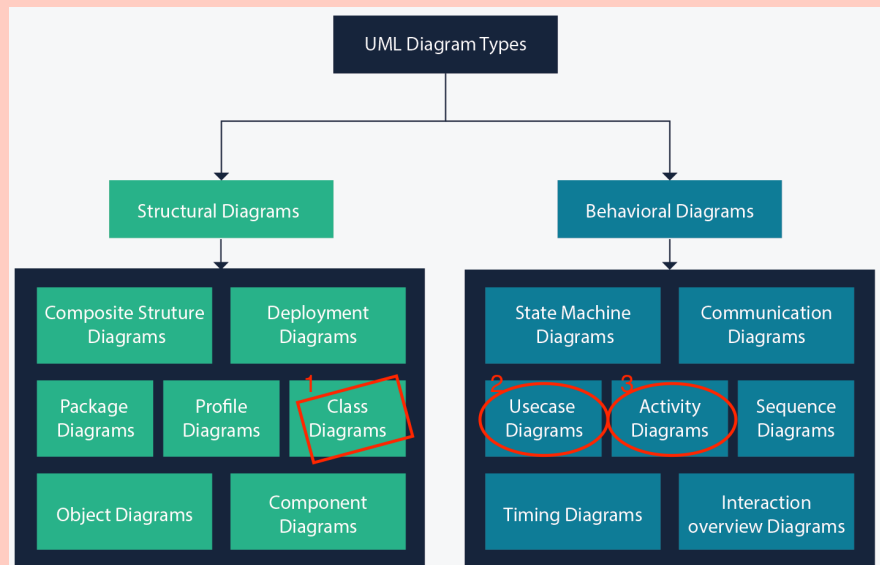 UML Diagram Types
Structural Diagrams
Behavioral Diagrams
Composite Struture
Diagrams
Deployment
Diagrams
1
Package
Diagrams
Profile
Diagrams
Class
Diagrams
Object Diagrams
Component
Diagrams
State Machine
Diagrams
Communication
Diagrams
2
Usecase
Diagrams
3
Activity
Diagrams
Sequence
Diagrams
Timing Diagrams
Interaction
overview Diagrams